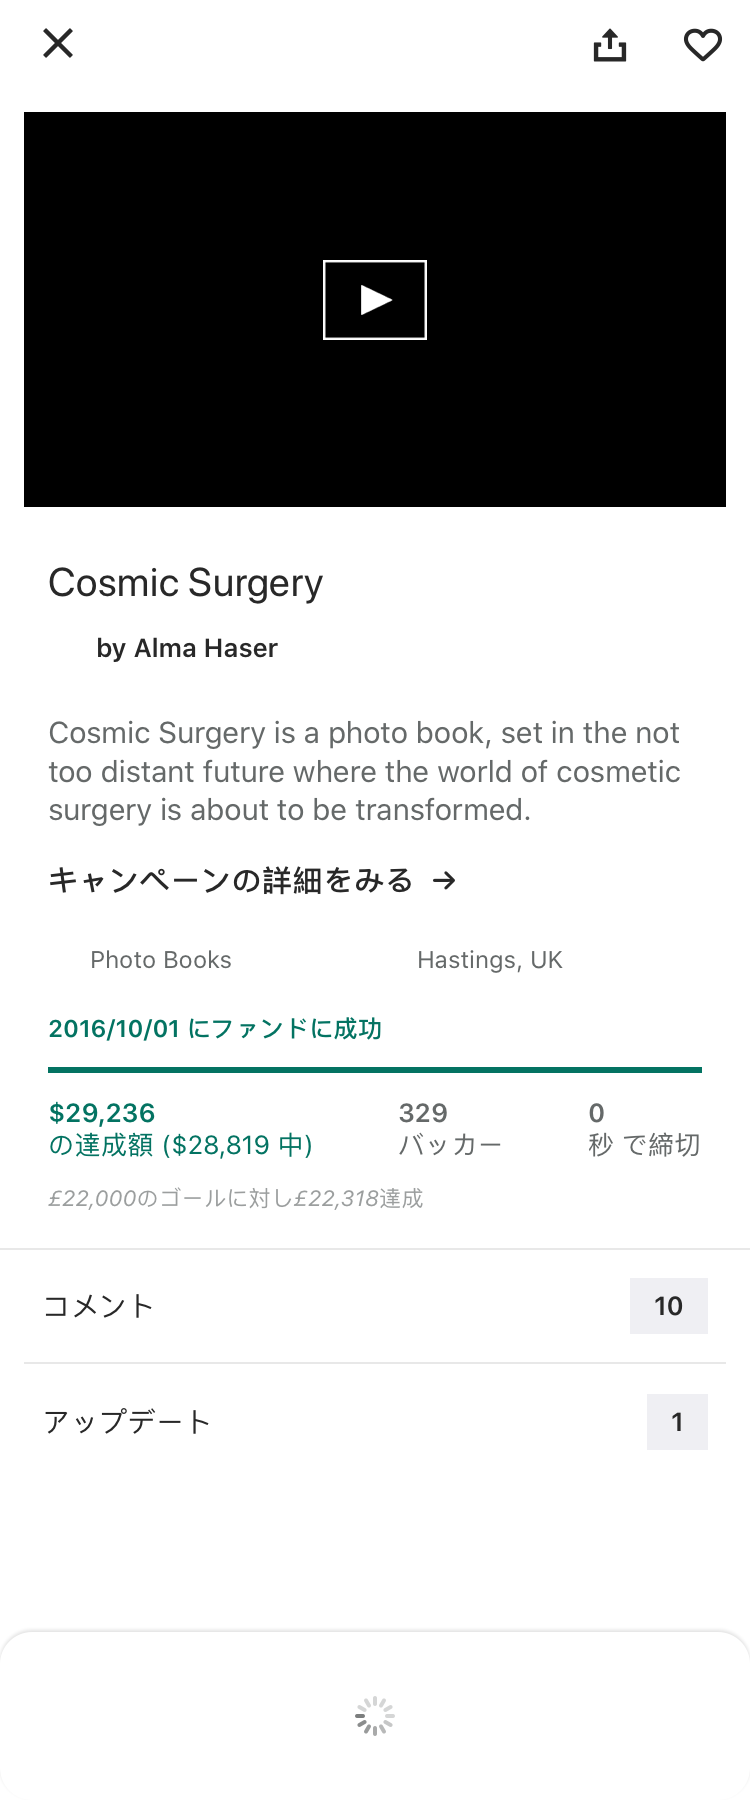 Cosmic Surgery
by Alma Haser
Cosmic Surgery is a photo book, set in the not
too distant future where the world of cosmetic
surgery is about to be transformed.
キャンペーンの詳細をみる →
Photo Books
Hastings, UK
2016/10/01 にファンドに成功
$29,236
の達成額 ($28,819 中)
329
バッカー
0
秒 で締切
£22,000のゴールに対し£22,318達成
コメント
10
アップデート
1